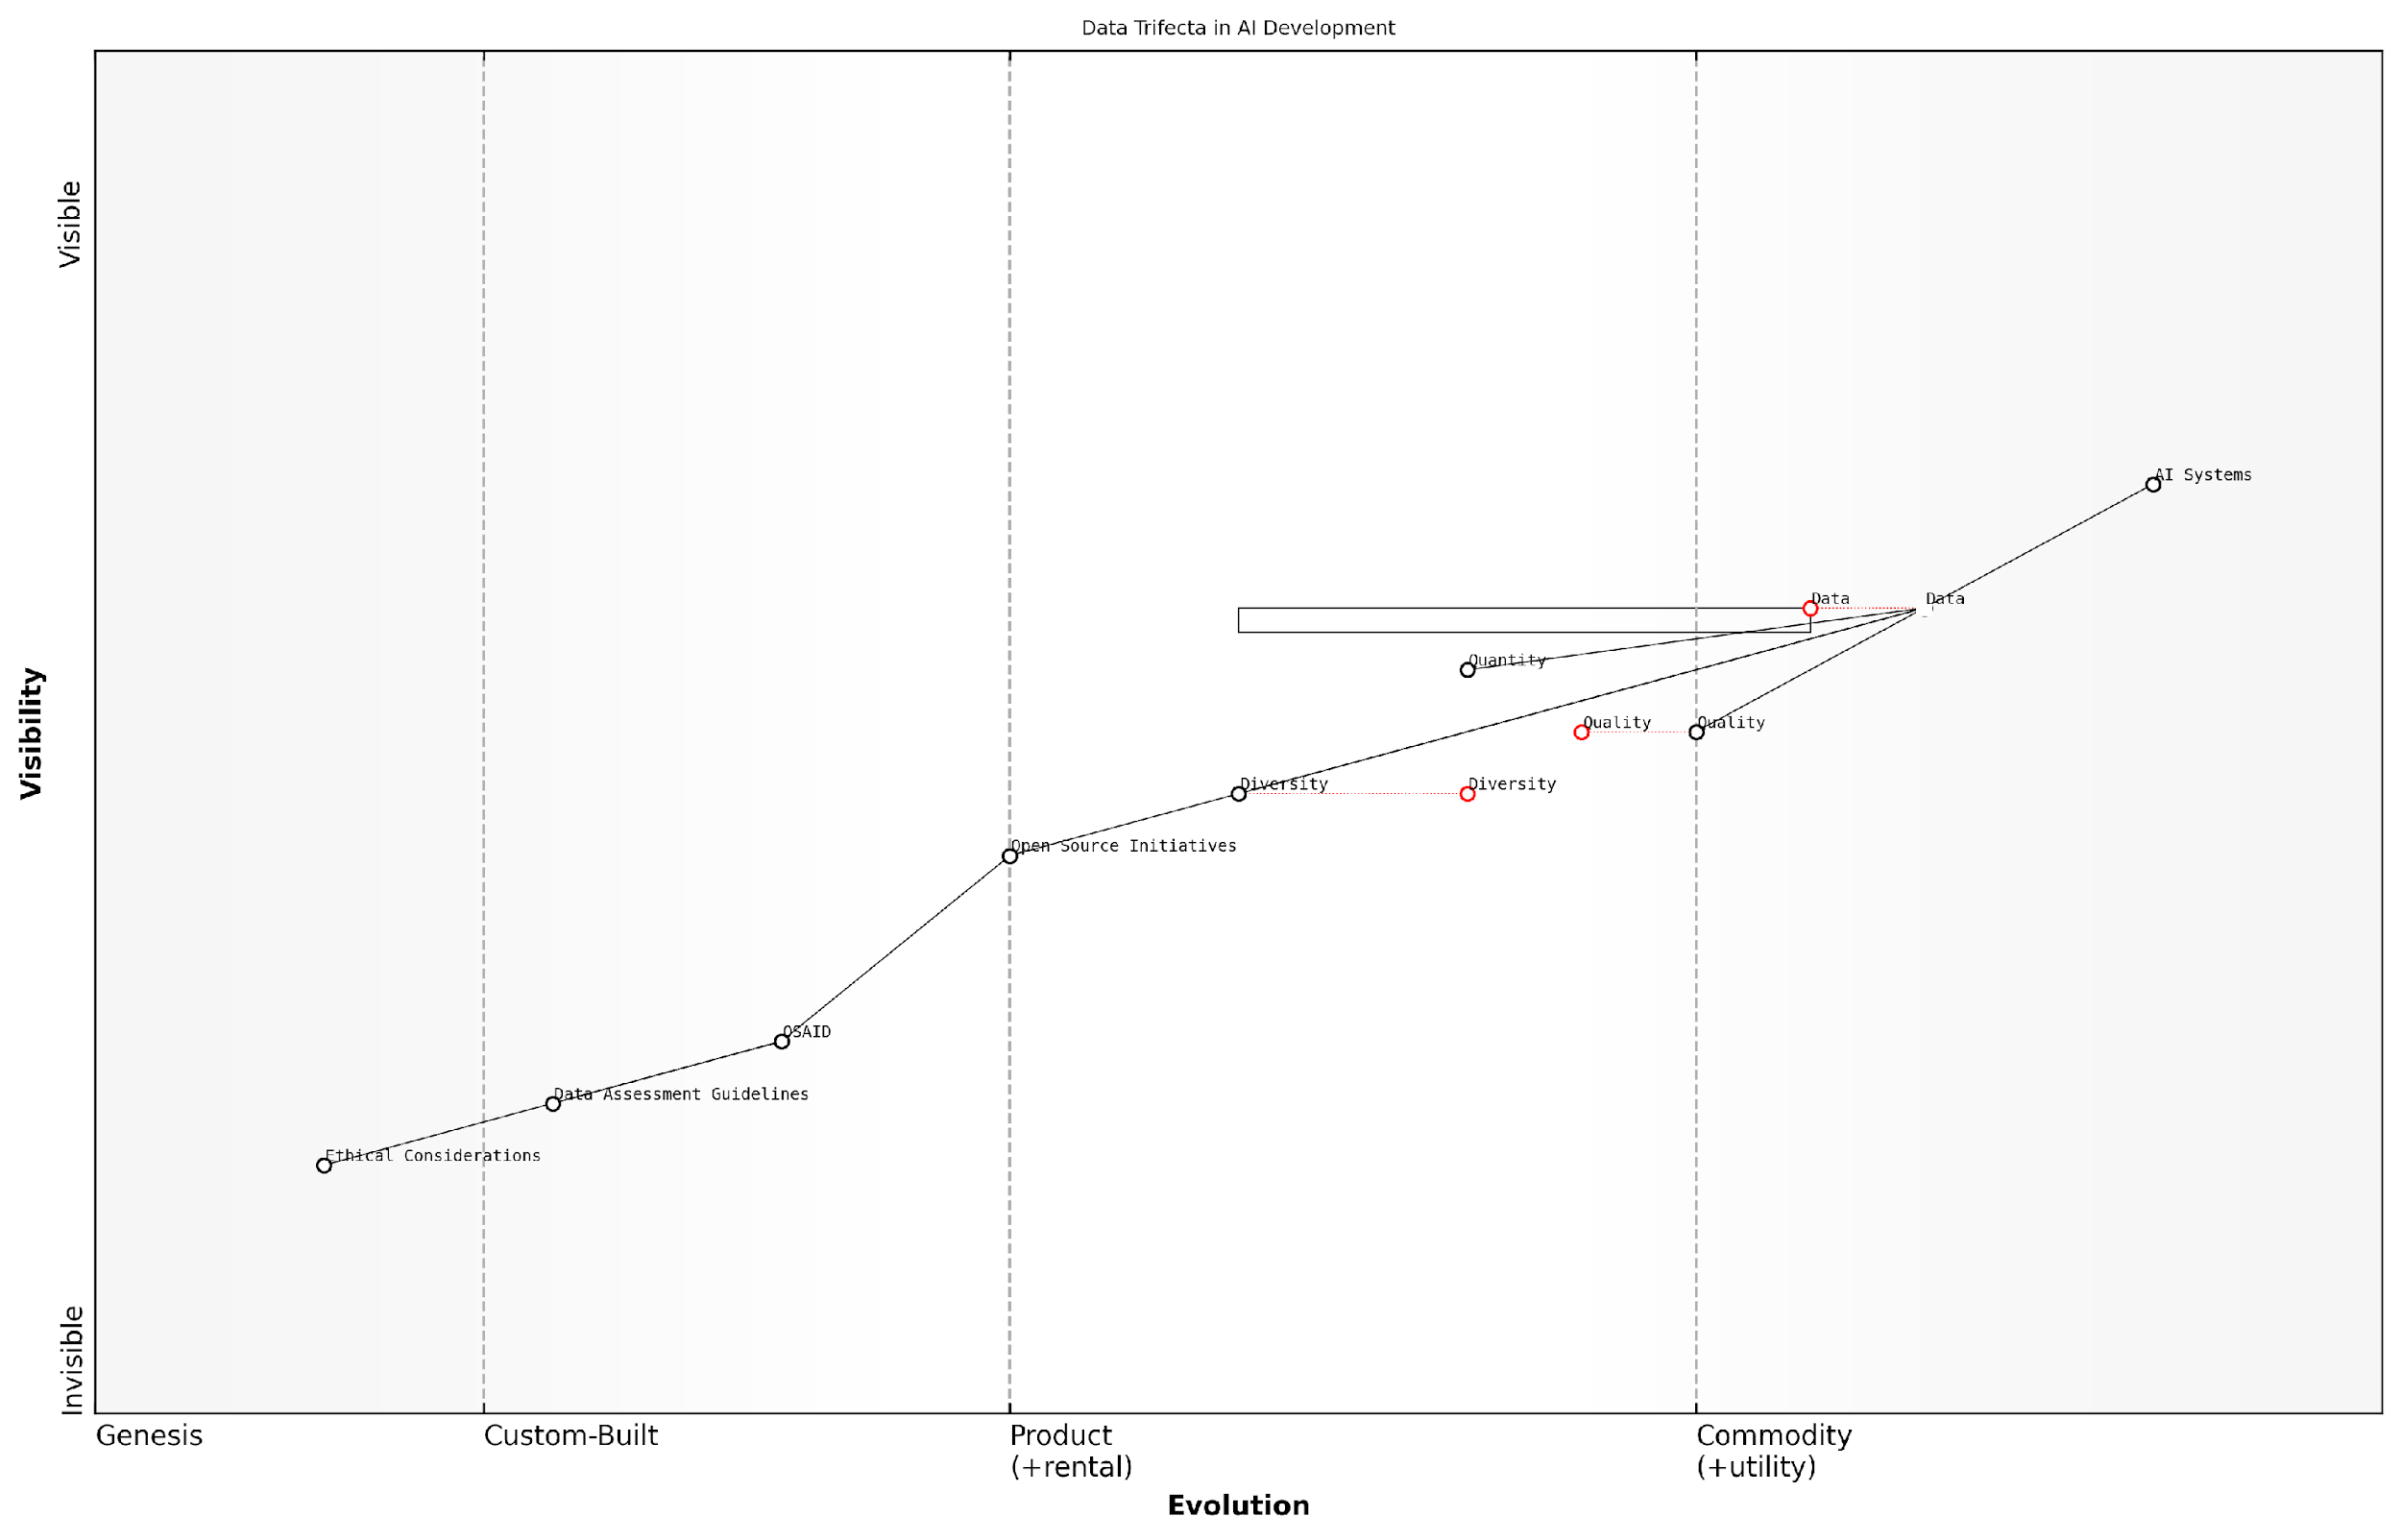 Data Trifecta in AI Development
Visible
AI Systems
Data
Data
Quantity
Quality
Quality
Visibility
Diversity
Diversity
Open Source Initiatives
OSAID
Data Assessment Guidelines
Ethical Considerations
Invisible
Genesis
Custom-Built
Product
(+rental)
Commodity
(+utility)
Evolution